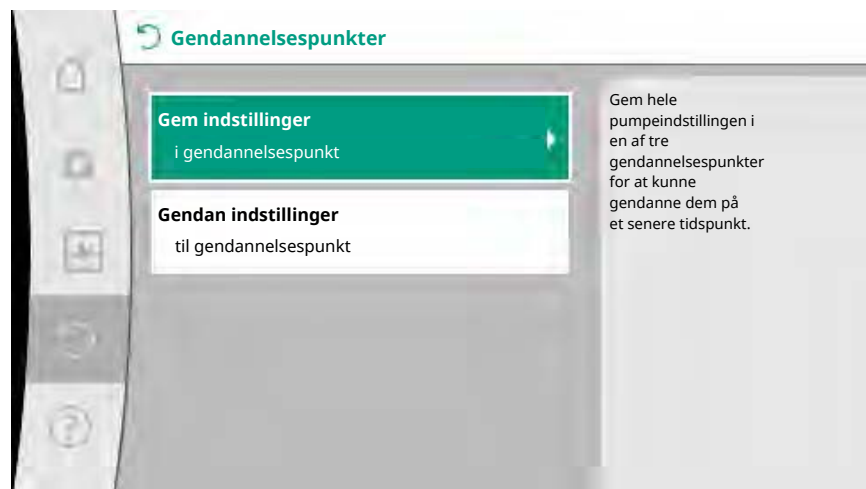 Gendannelsespunkter
Gem indstillinger
i gendannelsespunkt
Gendan indstillinger
til gendannelsespunkt
Gem hele
pumpeindstillingen i
en af tre
gendannelsespunkter
for at kunne
gendanne dem på
et senere tidspunkt.